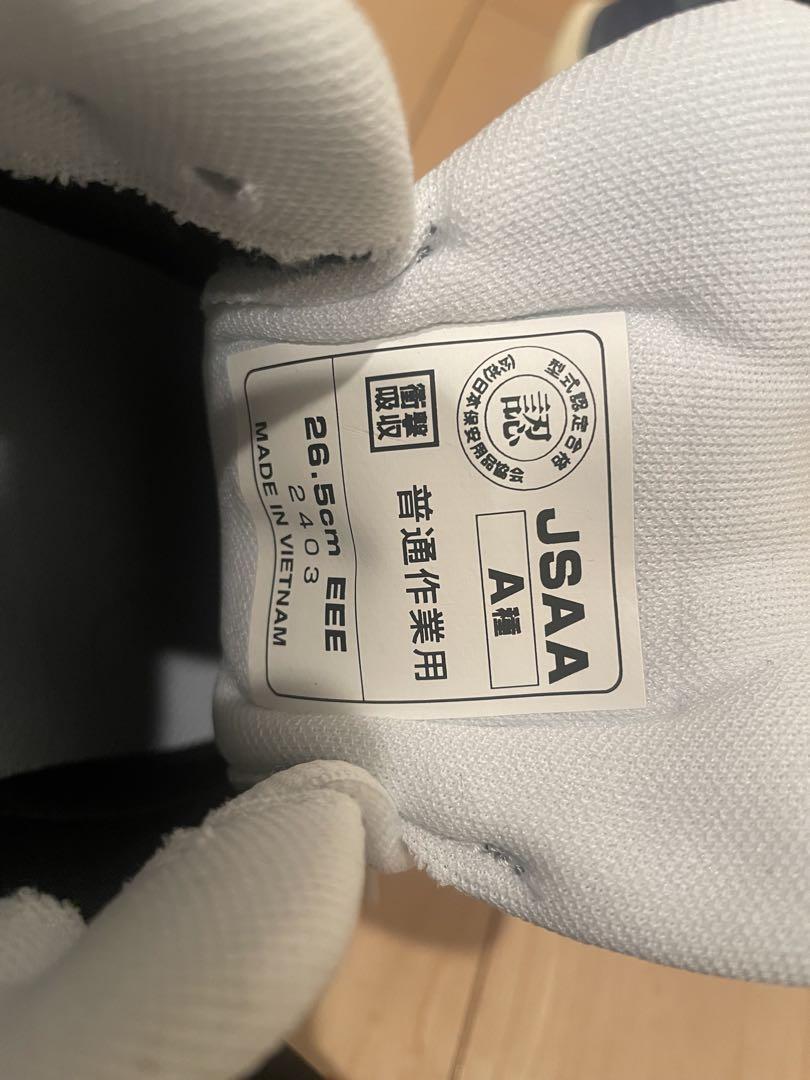 型式認定合格
認
(公社)日本保安用品協会
JSAA
A種
衝撃
吸収
普通作業用
26.5cm EEE
2403
MADE IN VIETNAM